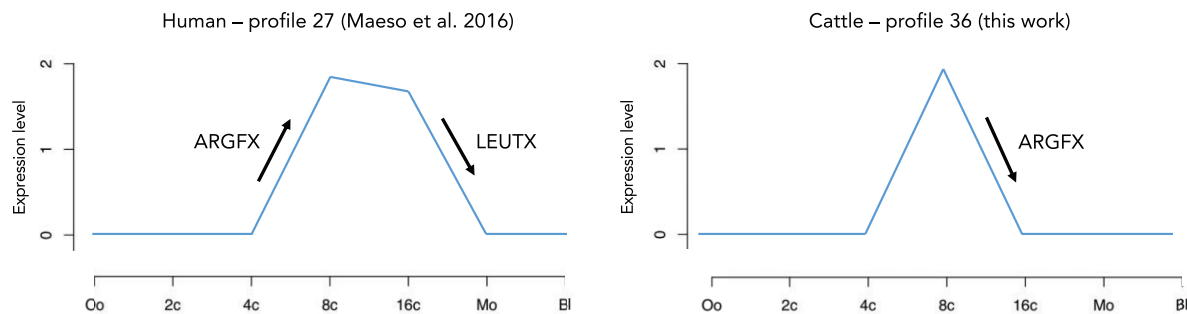 Human – profile 27 (Maeso et al. 2016)
Expression level
2
1
0
ARGFX
LEUTX
Oo 2c 4c 8c 16c Mo Bl
Cattle – profile 36 (this work)
Expression level
2
1
0
ARGFX
Oo 2c 4c 8c 16c Mo Bl